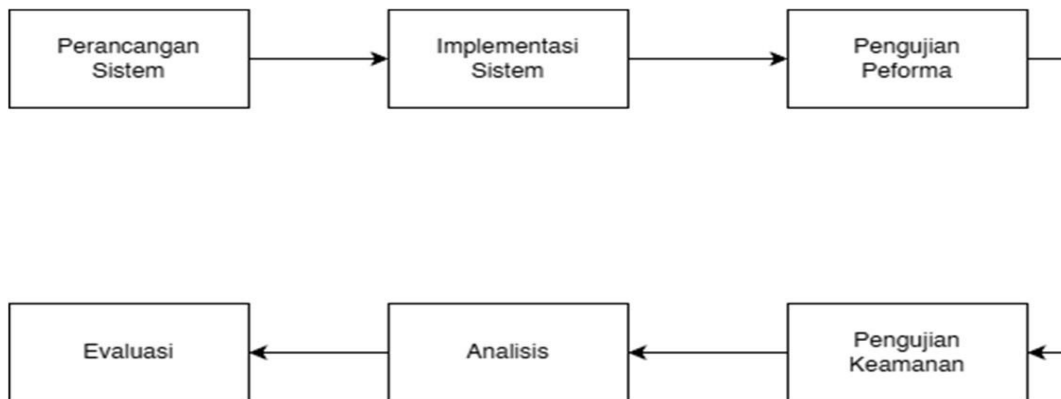 Perancangan
Sistem
Implementasi
Sistem
Pengujian
Peforma
Evaluasi
Analisis
Pengujian
Keamanan